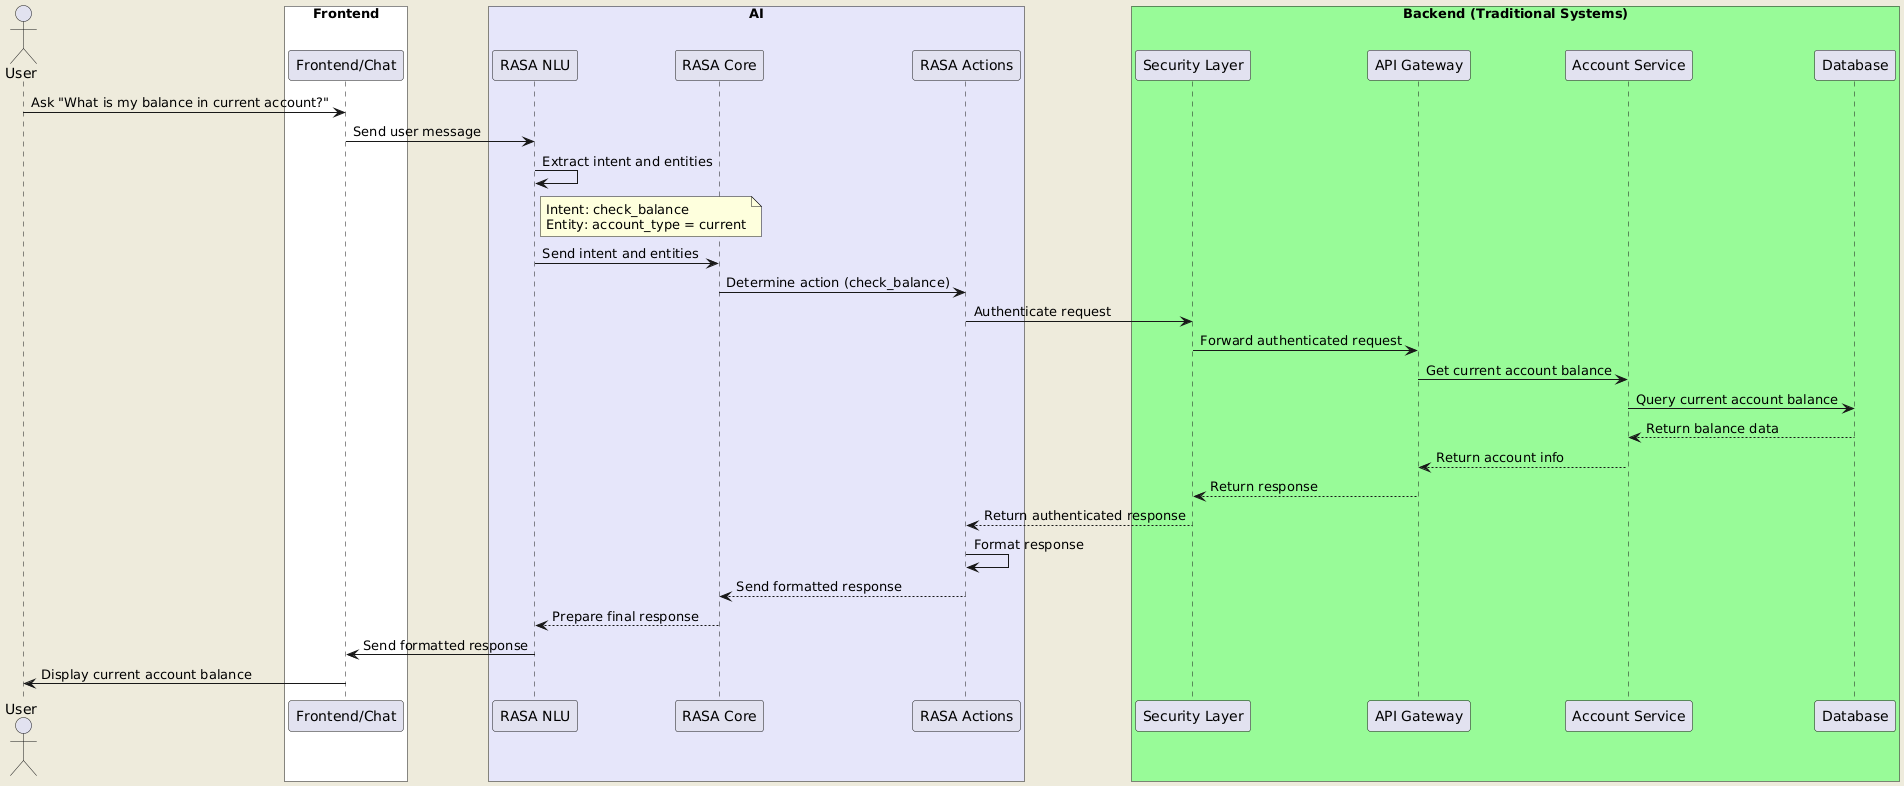 Frontend
AI
Backend (Traditional Systems)
User
Frontend/Chat
RASA NLU
RASA Core
RASA Actions
Security Layer
API Gateway
Account Service
Database
Ask "What is my balance in current account?"
Send user message
Extract intent and entities
Intent: check_balance
Entity: account_type = current
Send intent and entities
Determine action (check_balance)
Authenticate request
Forward authenticated request
Get current account balance
Query current account balance
Return balance data
Return account info
Return response
Return authenticated response
Format response
Send formatted response
Prepare final response
Send formatted response
Display current account balance
User
Frontend/Chat
RASA NLU
RASA Core
RASA Actions
Security Layer
API Gateway
Account Service
Database